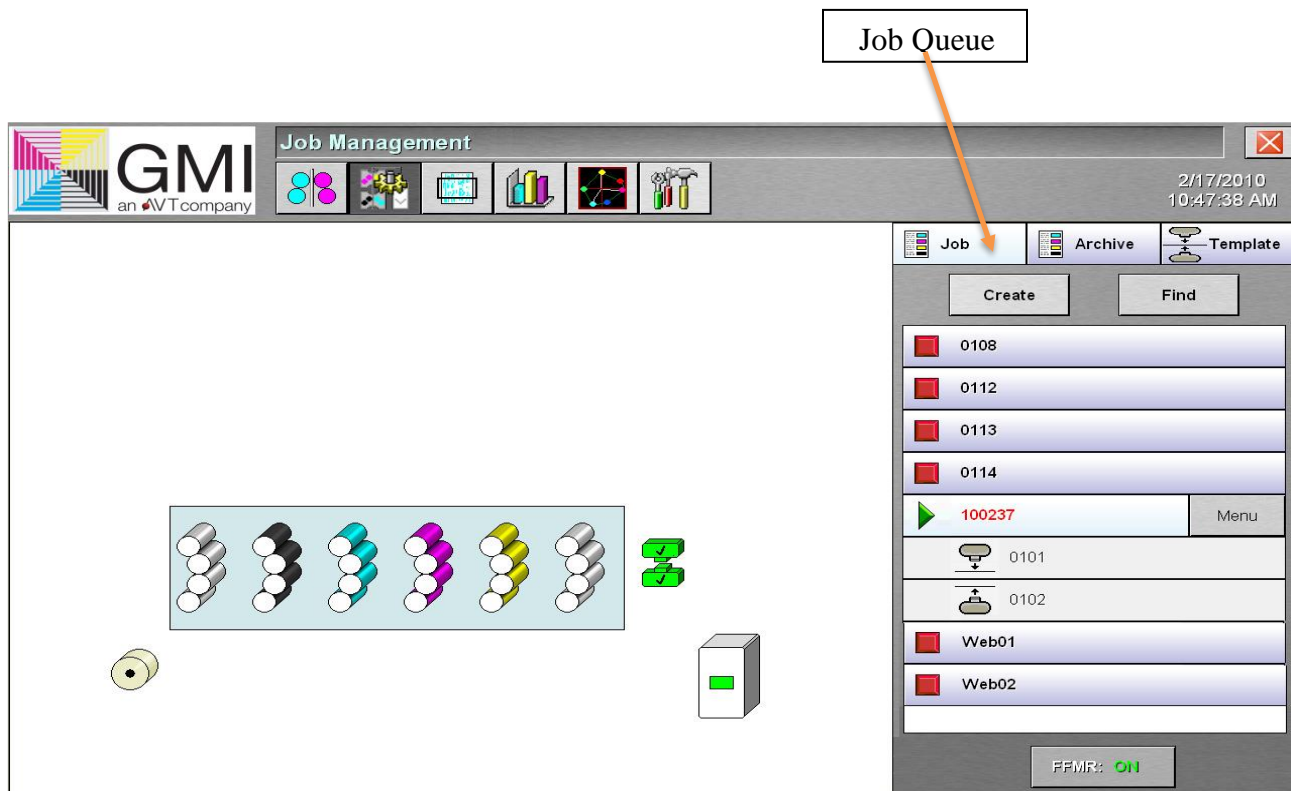 Job Queue
GMI
an AVT company
Job Management
2/17/2010
10:47:38 AM
Job
Archive
Template
Create
Find
0108
0112
0113
0114
100237
Menu
0101
0102
Web01
Web02
FFMR: ON